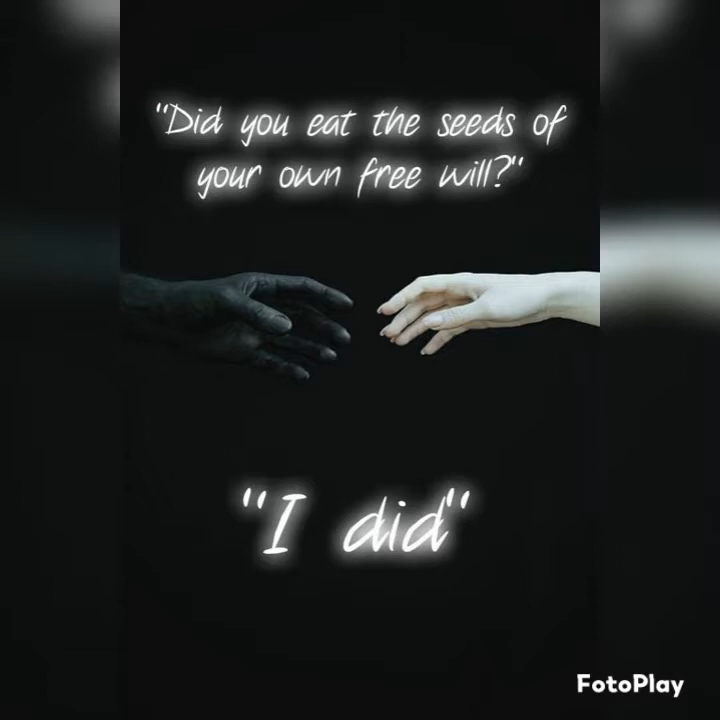 "Did you eat the seeds of
your own free will?"
"I did"
FotoPlay